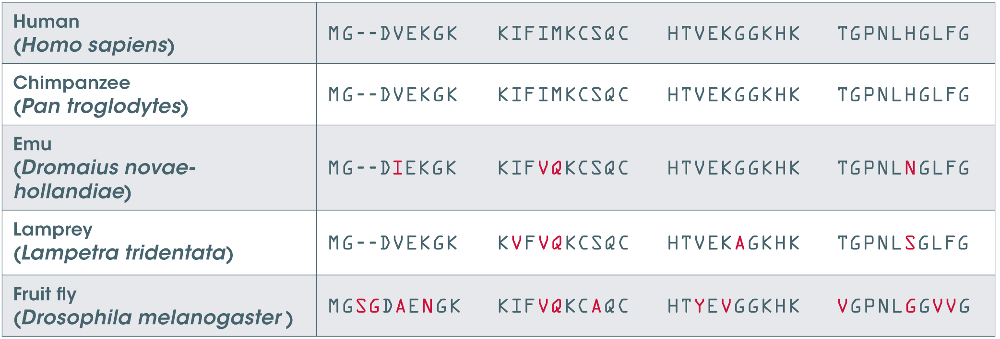 Human
(Homo sapiens)
MG--DVEKGK KIFIMKCSQC HTVEKGGKHK TGPNLHGLFG
Chimpanzee
(Pan troglodytes)
MG--DVEKGK KIFIMKCSQC HTVEKGGKHK TGPNLHGLFG
Emu
(Dromaius novae-
hollandiae)
MG--DIEKGK KIFVQKCSQC HTVEKGGKHK TGPNLNGLFG
Lamprey
(Lampetra tridentata)
MG--DVEKGK KVFVQKCSQC HTVEKAGKHK TGPNLSGLFG
Fruit fly
(Drosophila melanogaster)
MGSGDAENGK KIFVQKCAQC HTYEVGGKHK VGPNLGGVVG